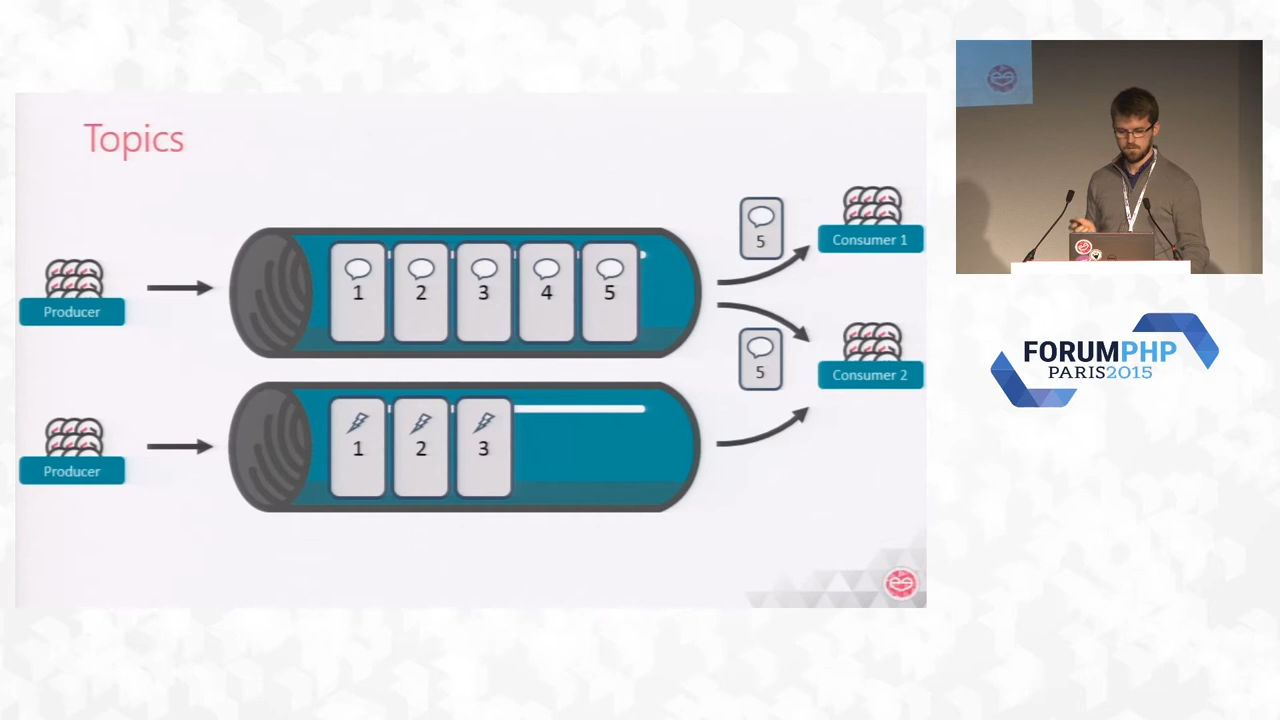 Topics
Producer
1 2 3 4 5
5
Consumer 1
5
Consumer 2
Producer
1 2 3
FORUMPHP
PARIS2015